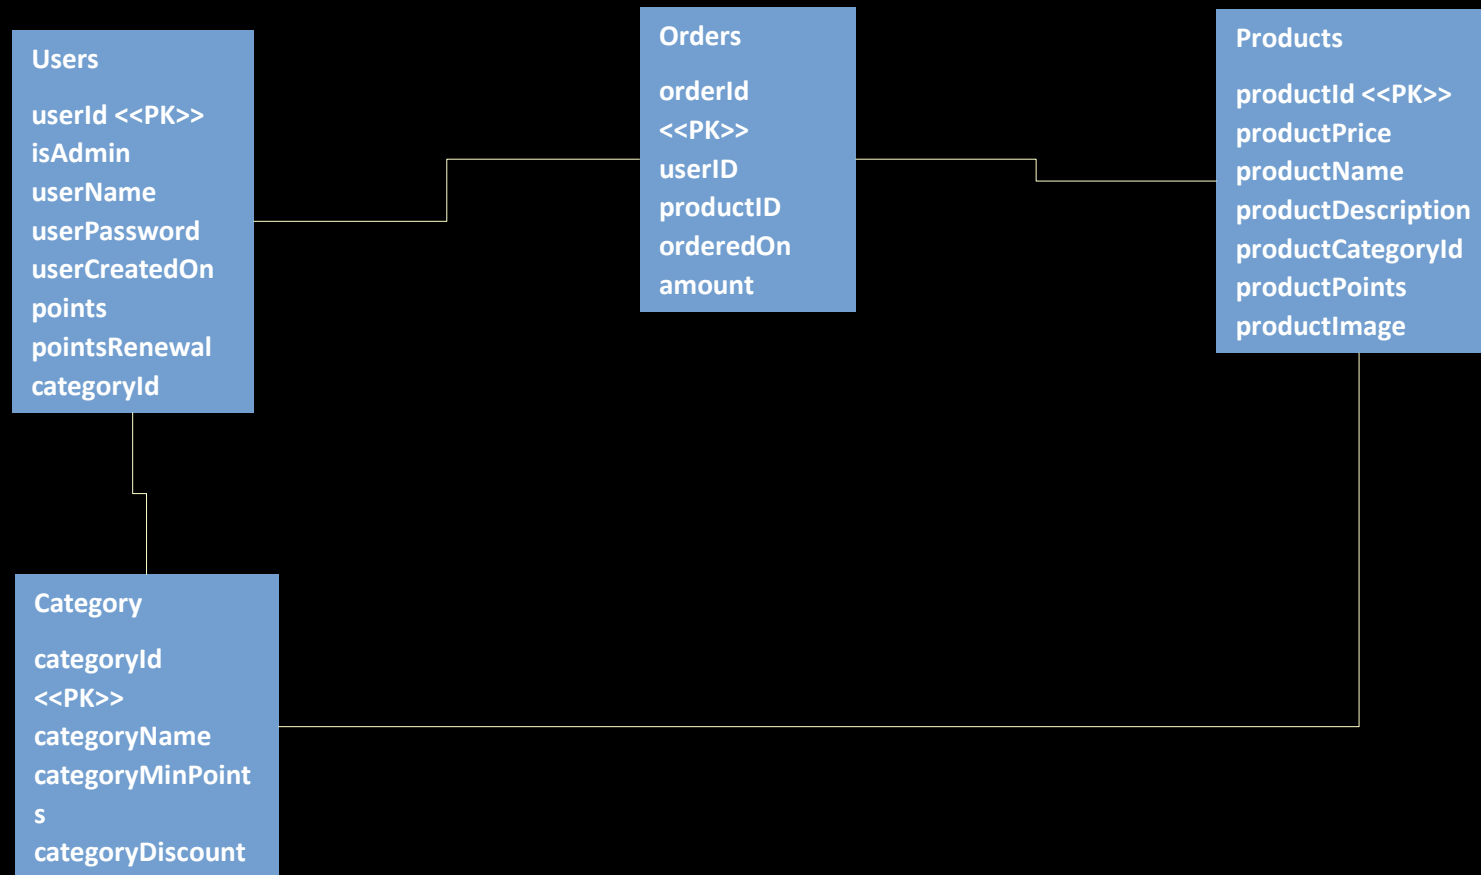 Users
userId <<PK>>
isAdmin
userName
userPassword
userCreatedOn
points
pointsRenewal
categoryId
Orders
orderId
<<PK>>
userID
productID
orderedOn
amount
Products
productId <<PK>>
productPrice
productName
productDescription
productCategoryId
productPoints
productImage
Category
categoryId
<<PK>>
categoryName
categoryMinPoint
s
categoryDiscount